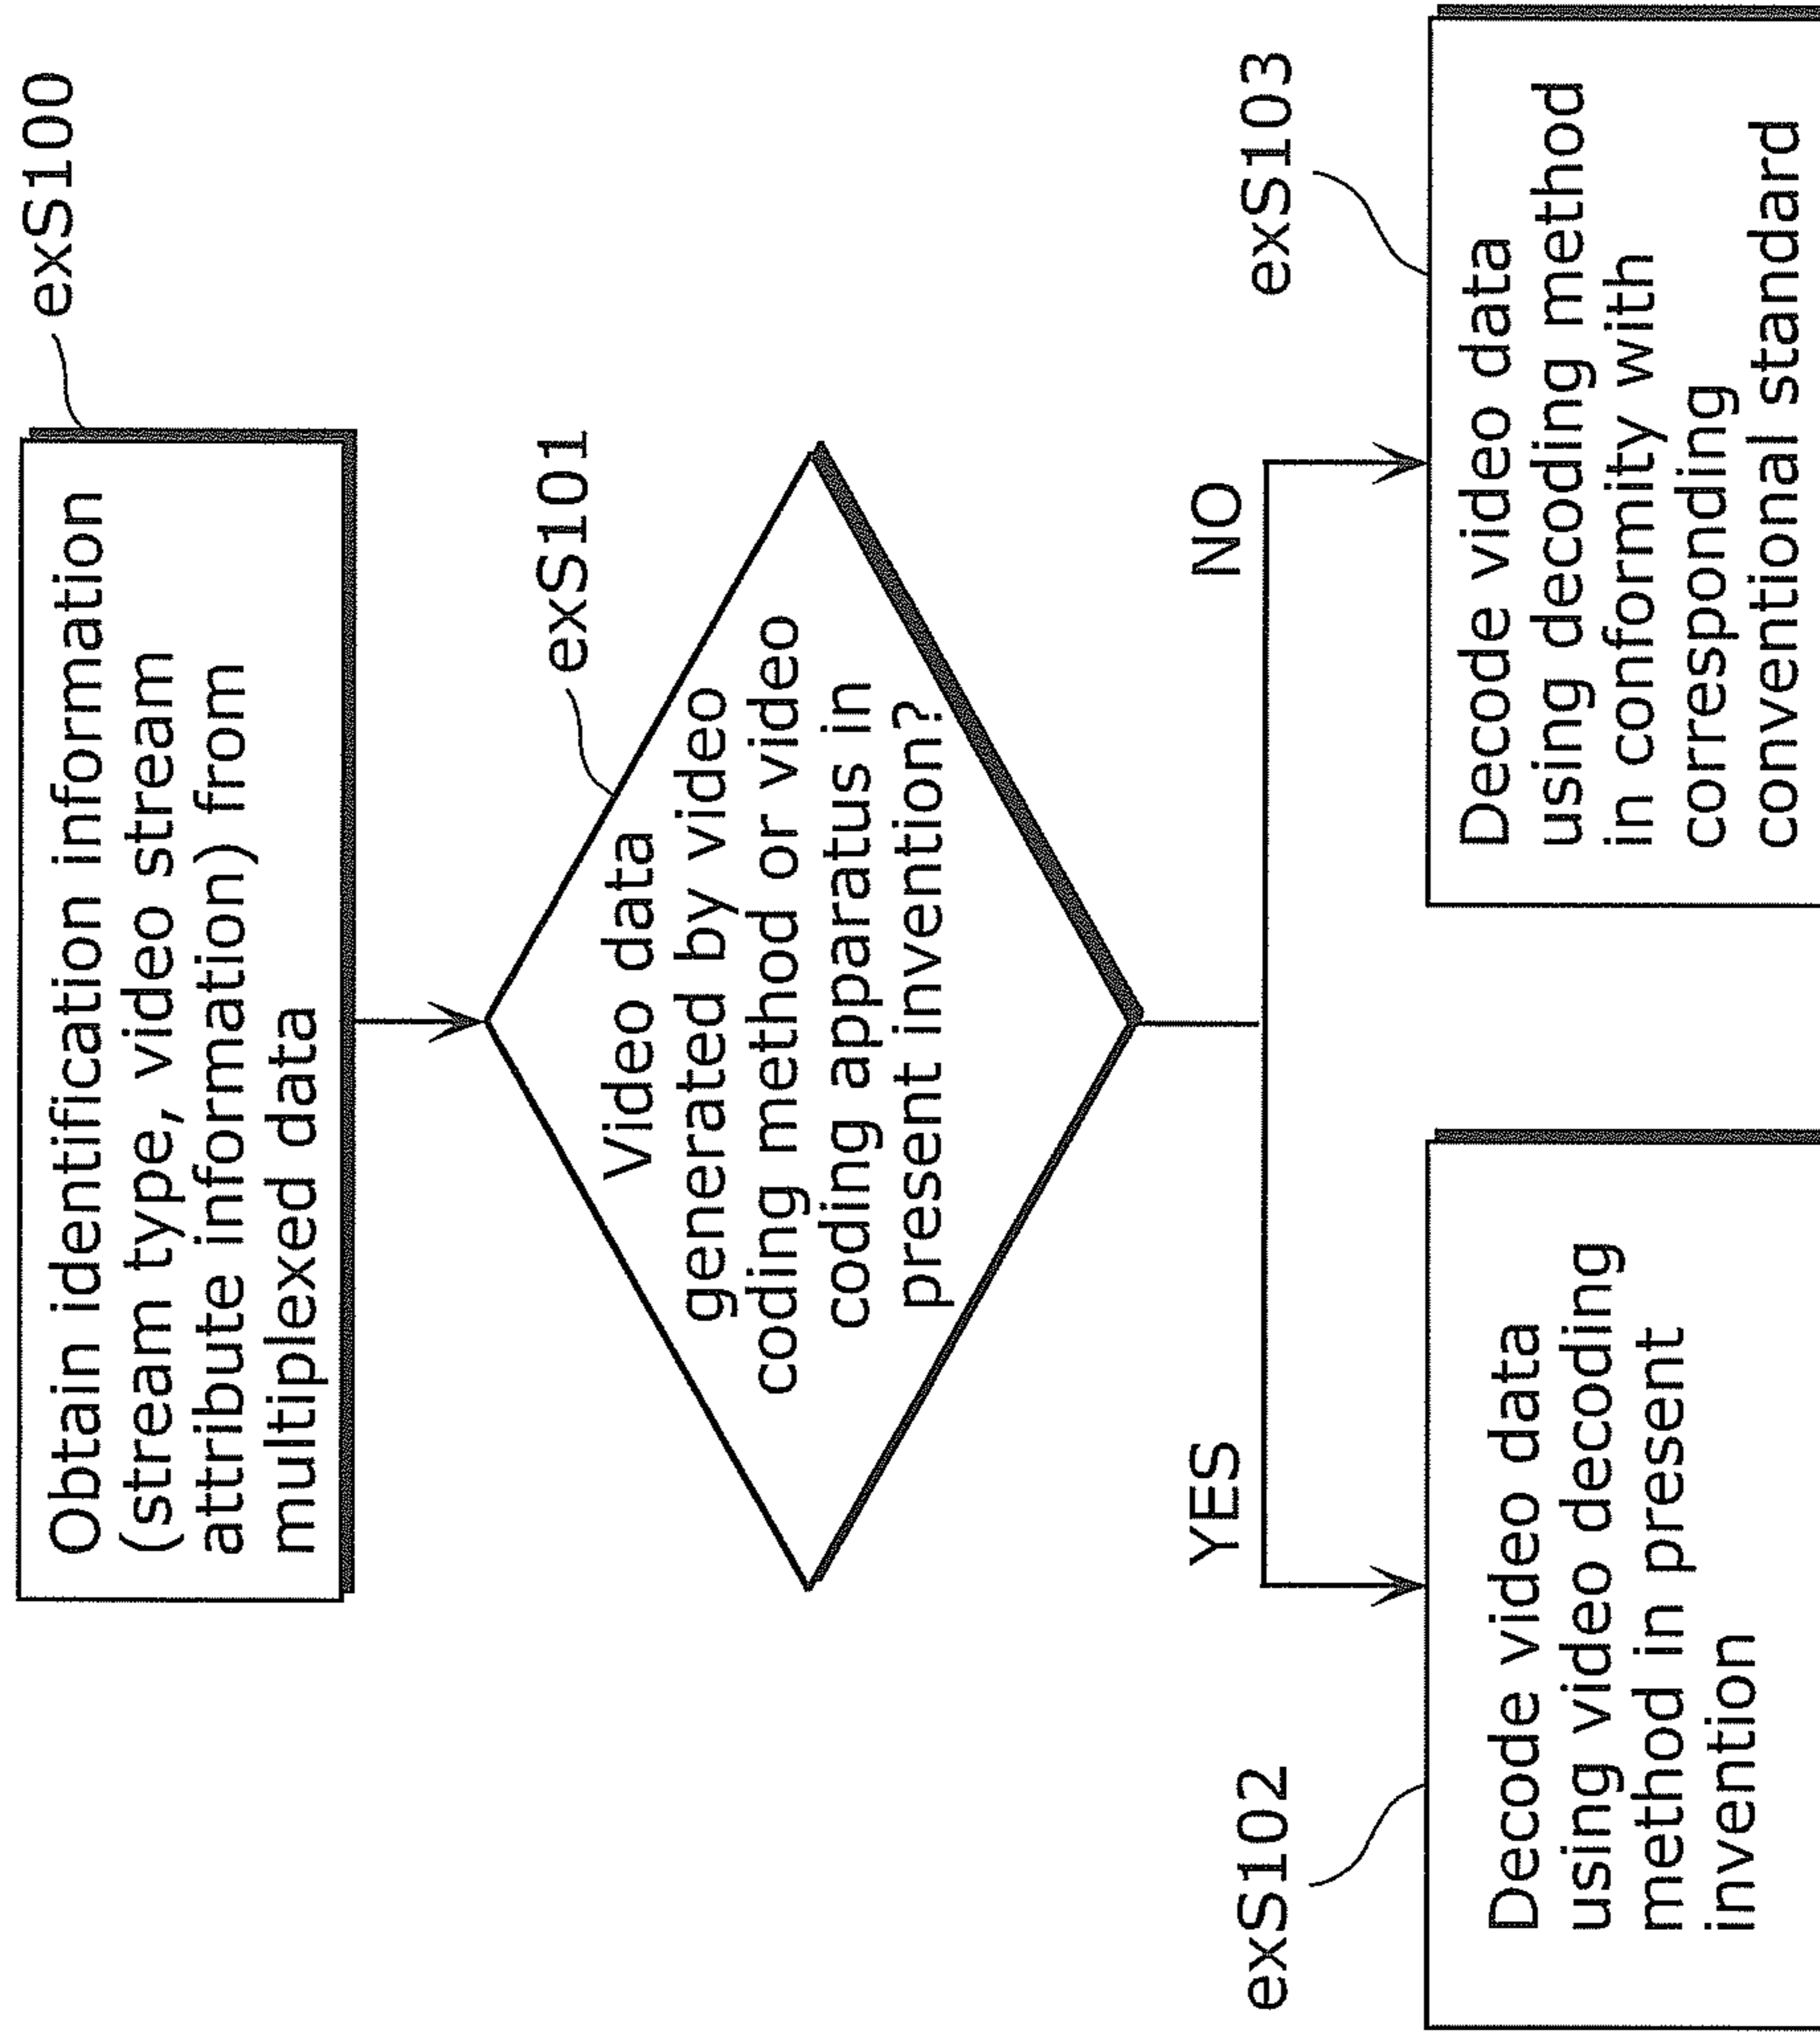 exS100
Obtain identification information
(stream type, video stream
attribute information) from
multiplexed data
exS101
Video data
generated by video
coding method or video
coding apparatus in
present invention?
YES
NO
exS102
Decode video data
using video decoding
method in present
invention
exS103
Decode video data
using decoding method
in conformity with
corresponding
conventional standard